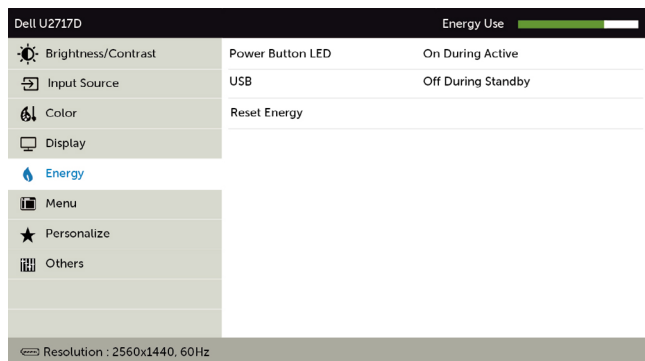 Dell U2717D Energy Use
Brightness/Contrast Power Button LED On During Active
Input Source USB Off During Standby
Color Reset Energy
Display
Energy
Menu
Personalize
Others
Resolution : 2560x1440, 60Hz